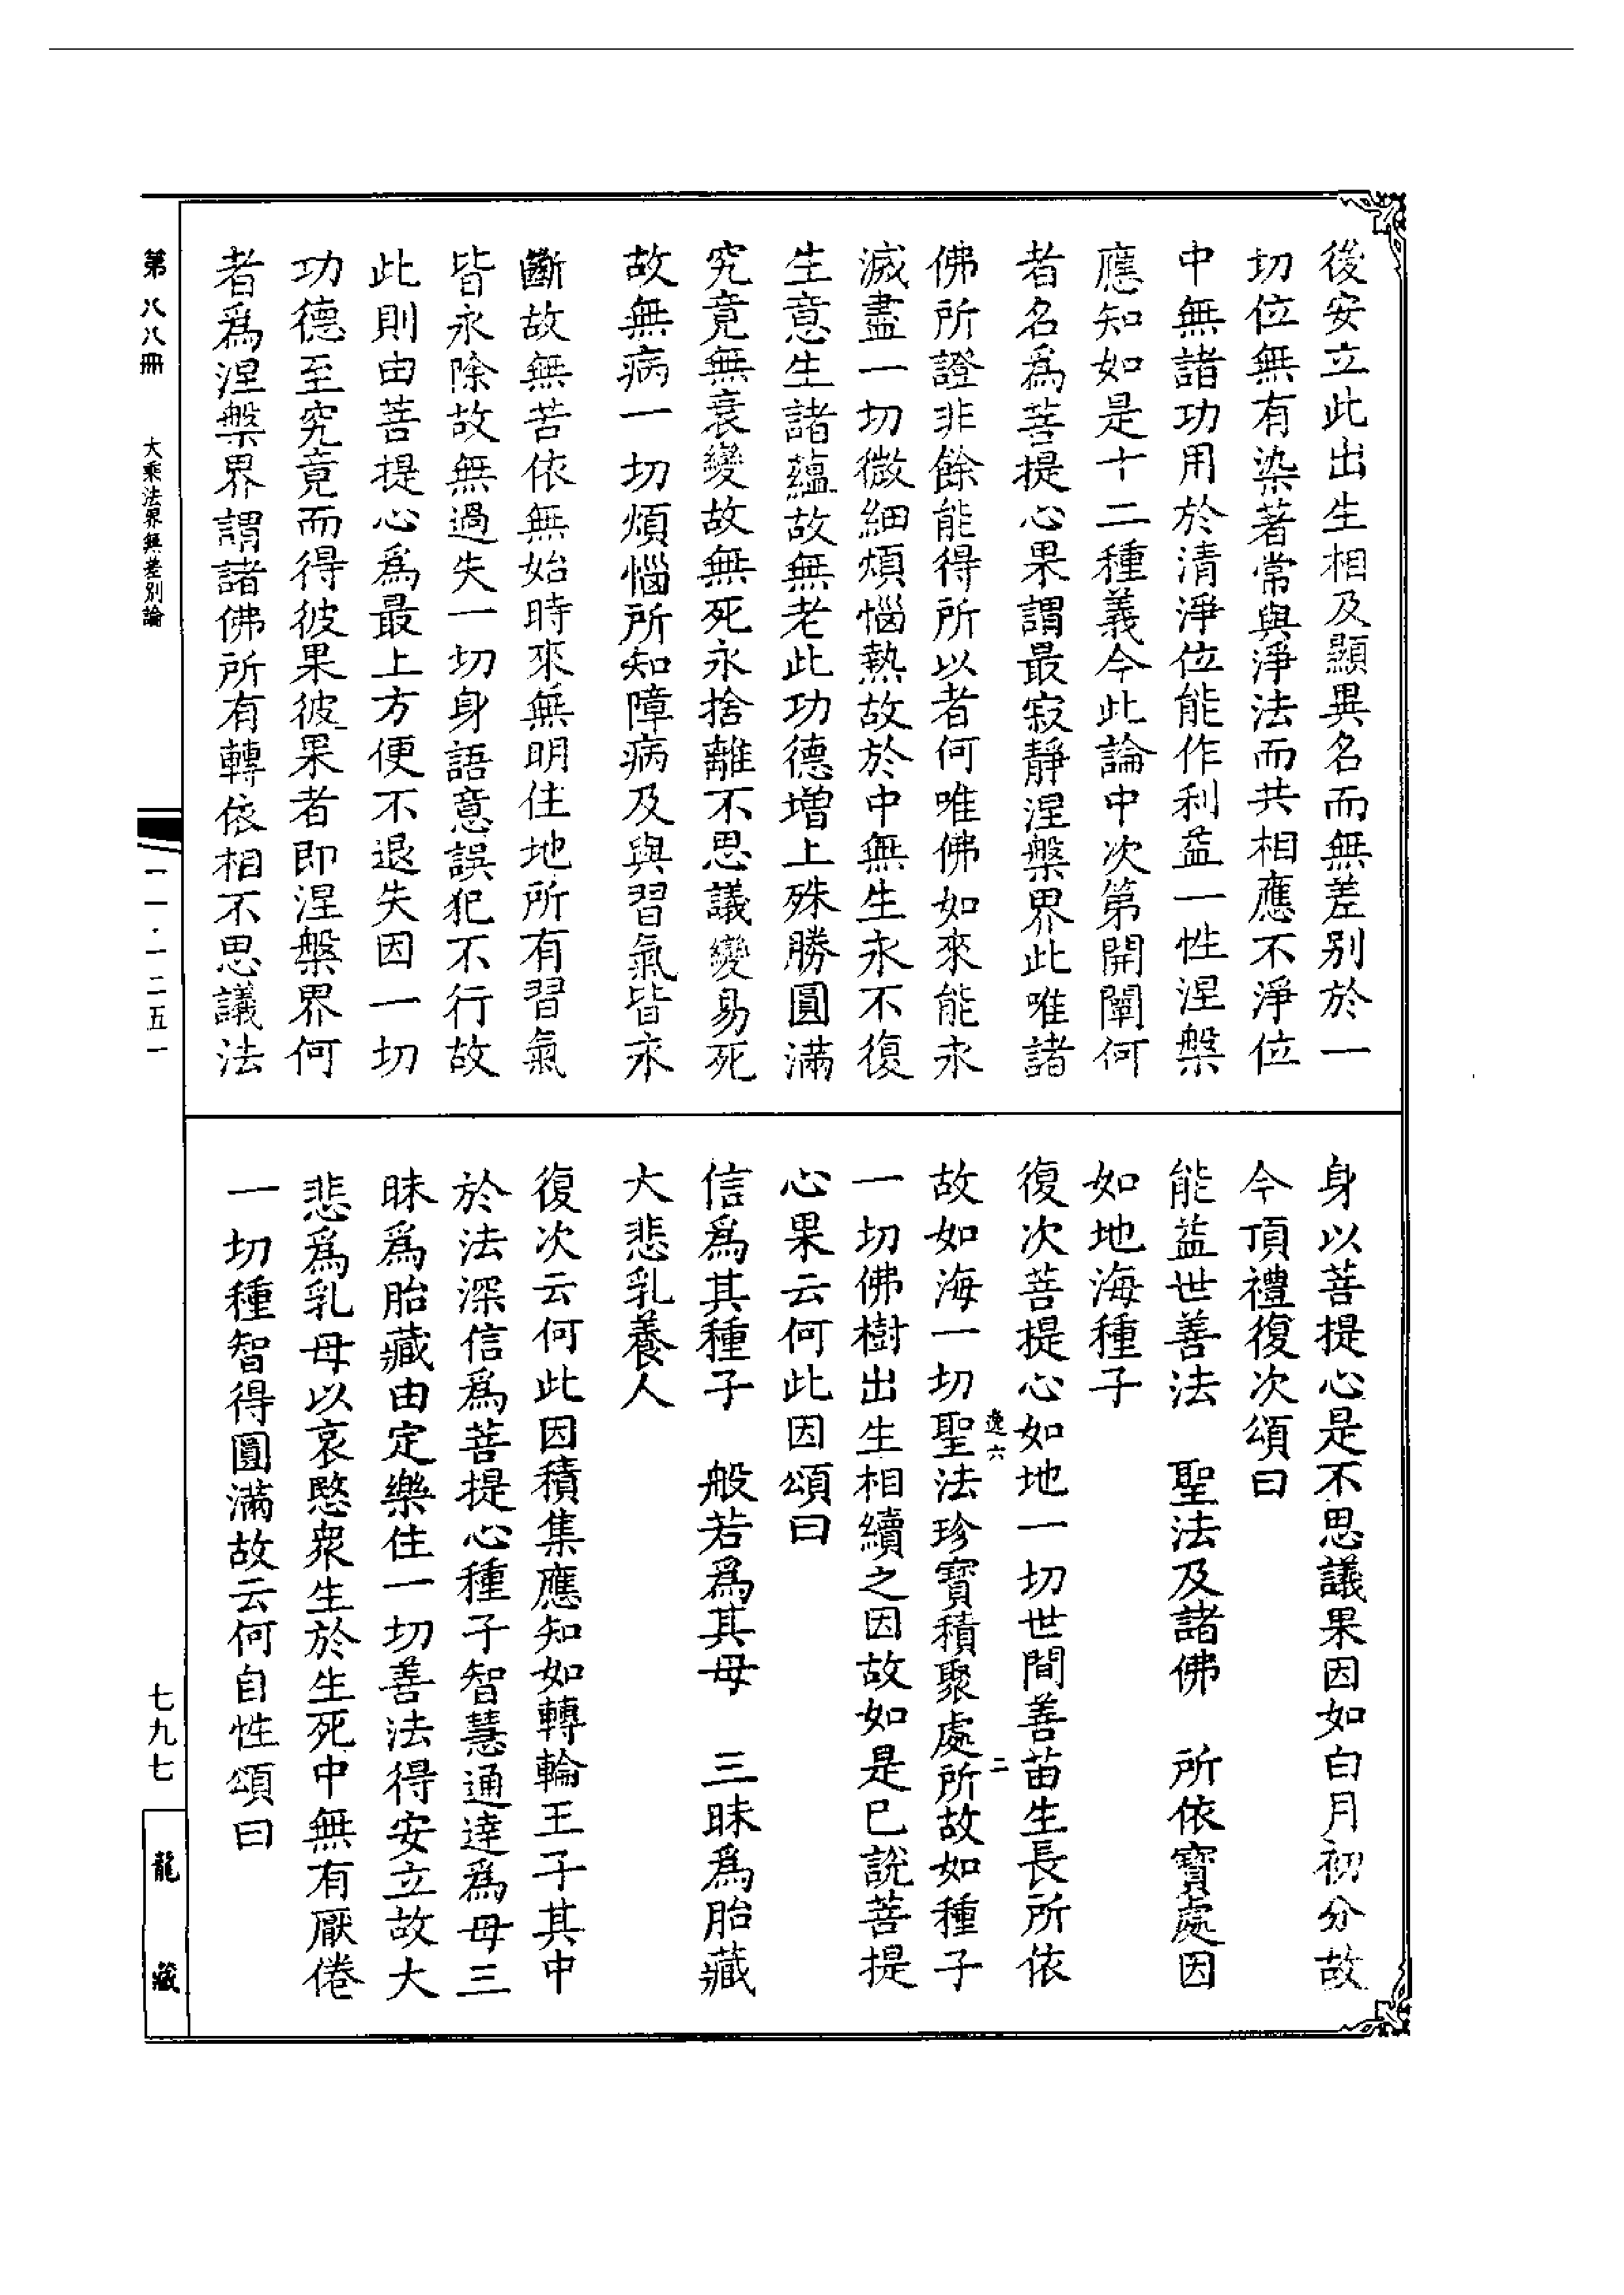 後安立此出生相及顯異名而無差別於一
切位無有染著常與淨法而共相應不淨位
中無諸功用於清淨位能作利益一性涅槃
應知如是十二種義今此論中次第開闡何
者名爲菩提心果謂最寂靜涅槃界此唯諸
佛所證非餘能得所以者何唯佛如來能永
滅盡一切微細煩惱熱故於中無生永不復
生意生諸蘊故無老此功德增上殊勝圓滿
究竟無衰變故無死永捨離不思議變易死
故無病一切煩惱所知障病及與習氣皆永
斷故無苦依無始時來無明住地所有習氣
皆永除故無過失一切身語意誤犯不行故
此則由菩提心爲最上方便不退失因一切
功德至究竟而得彼果彼果者即涅槃界何
者爲涅槃界謂諸佛所有轉依相不思議法
身以菩提心是不思議果因如白月初分故
今頂禮復次頌曰
能益世善法　聖法及諸佛　所依寶處因
如地海種子
復次菩提心如地一切世間善苗生長所依
故如海一切聖法珍寶積聚處所故如種子
逸六　二
一切佛樹出生相續之因故如是已說菩提
心果云何此因頌曰
信爲其種子　般若爲其母　三昧爲胎藏
大悲乳養人
復次云何此因積集應知如轉輪王子其中
於法深信爲菩提心種子智慧通達爲母三
昧爲胎藏由定樂住一切善法得安立故大
悲爲乳母以哀愍衆生於生死中無有厭倦
一切種智得圓滿故云何自性頌曰
第八八冊　大乘法界無差別論　一一·一二五一　七九七　龍藏